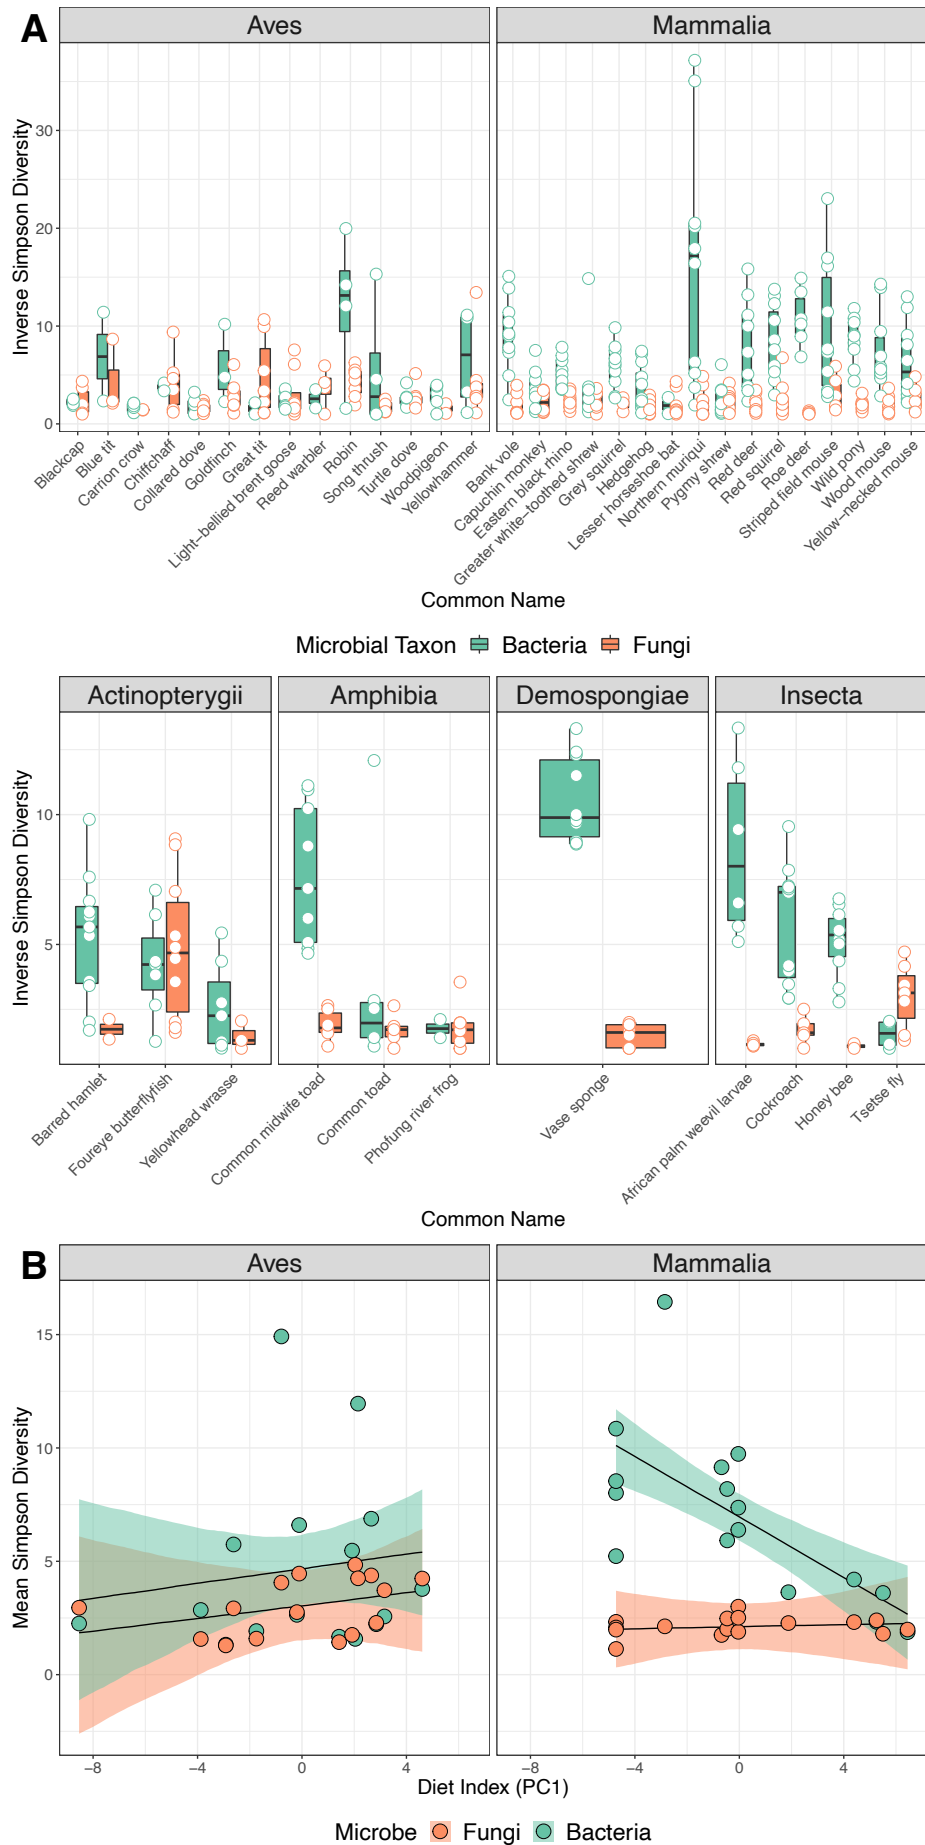 A
Aves
Mammalia
Inverse Simpson Diversity
30
20
10
0
Blackcap
Blue tit
Carrion crow
Chiffchaff
Collared dove
Goldfinch
Great tit
Light−bellied brent goose
Reed warbler
Robin
Song thrush
Turtle dove
Woodpigeon
Yellowhammer
Bank vole
Capuchin monkey
Eastern black rhino
Greater white−toothed shrew
Grey squirrel
Hedgehog
Lesser horseshoe bat
Northern muriqui
Pygmy shrew
Red deer
Red squirrel
Roe deer
Striped field mouse
Wild pony
Wood mouse
Yellow−necked mouse
Common Name
Microbial Taxon Bacteria Fungi
Actinopterygii
Amphibia
Demospongiae
Insecta
Inverse Simpson Diversity
10
5
Barred hamlet
Foureye butterflyfish
Yellowhead wrasse
Common midwife toad
Common toad
Phofung river frog
Vase sponge
African palm weevil larvae
Cockroach
Honey bee
Tsetse fly
Common Name
B
Aves
Mammalia
Mean Simpson Diversity
15
10
5
0
−8 −4 0 4
−8 −4 0 4
Diet Index (PC1)
Microbe Fungi Bacteria